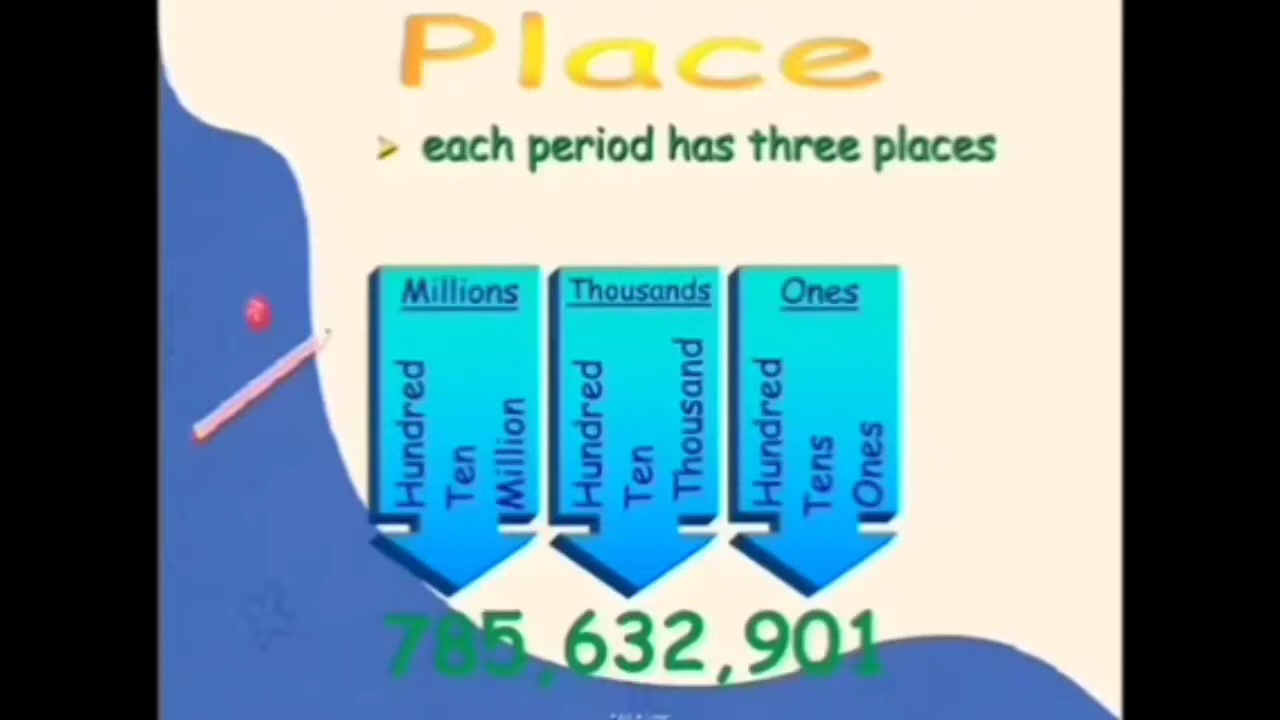 Place
➢ each period has three places
Millions Thousands Ones
Hundred Ten Million Hundred Ten Thousand Hundred Tens Ones
785,632,901